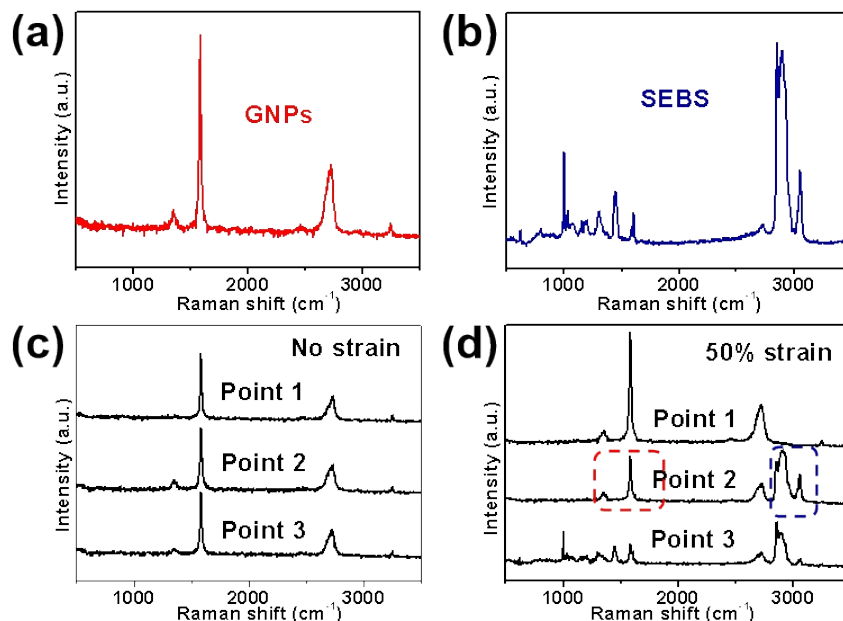 (a)
GNPs
Intensity (a.u.)
1000 2000 3000
Raman shift (cm⁻¹)
(b)
SEBS
Intensity (a.u.)
1000 2000 3000
Raman shift (cm⁻¹)
(c)
No strain
Point 1
Point 2
Point 3
Intensity (a.u.)
1000 2000 3000
Raman shift (cm⁻¹)
(d)
50% strain
Point 1
Point 2
Point 3
Intensity (a.u.)
1000 2000 3000
Raman shift (cm⁻¹)